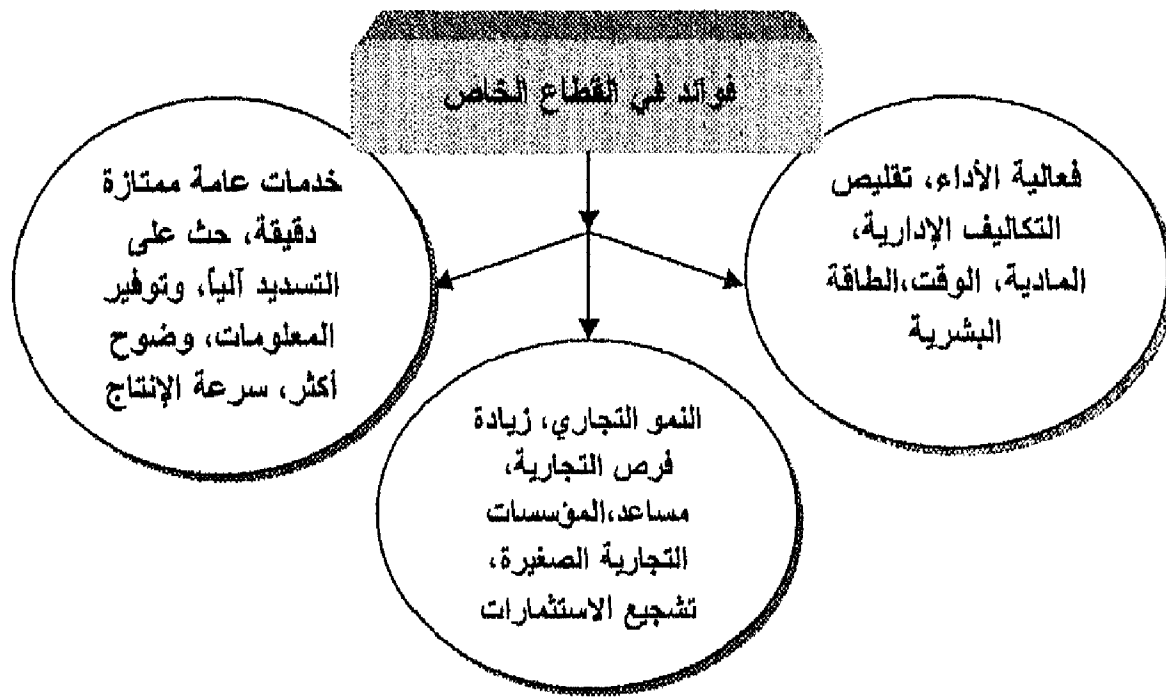 فوائد في القطاع الخاص
فعالية الأداء، تقليص
التكاليف الإدارية،
المادية، الوقت،الطاقة
البشرية
خدمات عامة ممتازة
دقيقة، حث على
التسديد آلياً، وتوفير
المعلومات، وضوح
أكثر، سرعة الإنتاج
النمو التجاري، زيادة
فرص التجارية،
مساعد،المؤسسات
التجارية الصغيرة،
تشجيع الاستثمارات